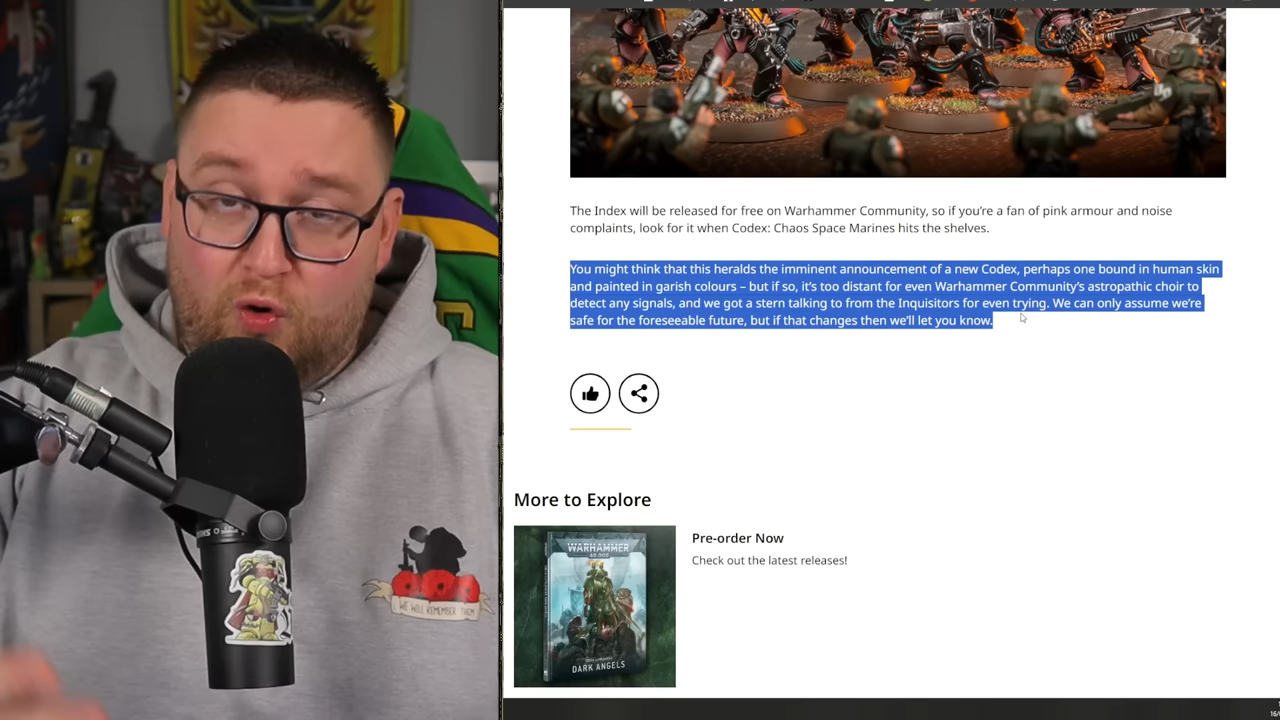 WE WILL REMEMBER THEM
The Index will be released for free on Warhammer Community, so if you're a fan of pink armour and noise
complaints, look for it when Codex: Chaos Space Marines hits the shelves.
You might think that this heralds the imminent announcement of a new Codex, perhaps one bound in human skin
and painted in garish colours – but if so, it's too distant for even Warhammer Community's astropathic choir to
detect any signals, and we got a stern talking to from the Inquisitors for even trying. We can only assume we're
safe for the foreseeable future, but if that changes then we'll let you know.
More to Explore
WARHAMMER
40,000
DARK ANGELS
Pre-order Now
Check out the latest releases!